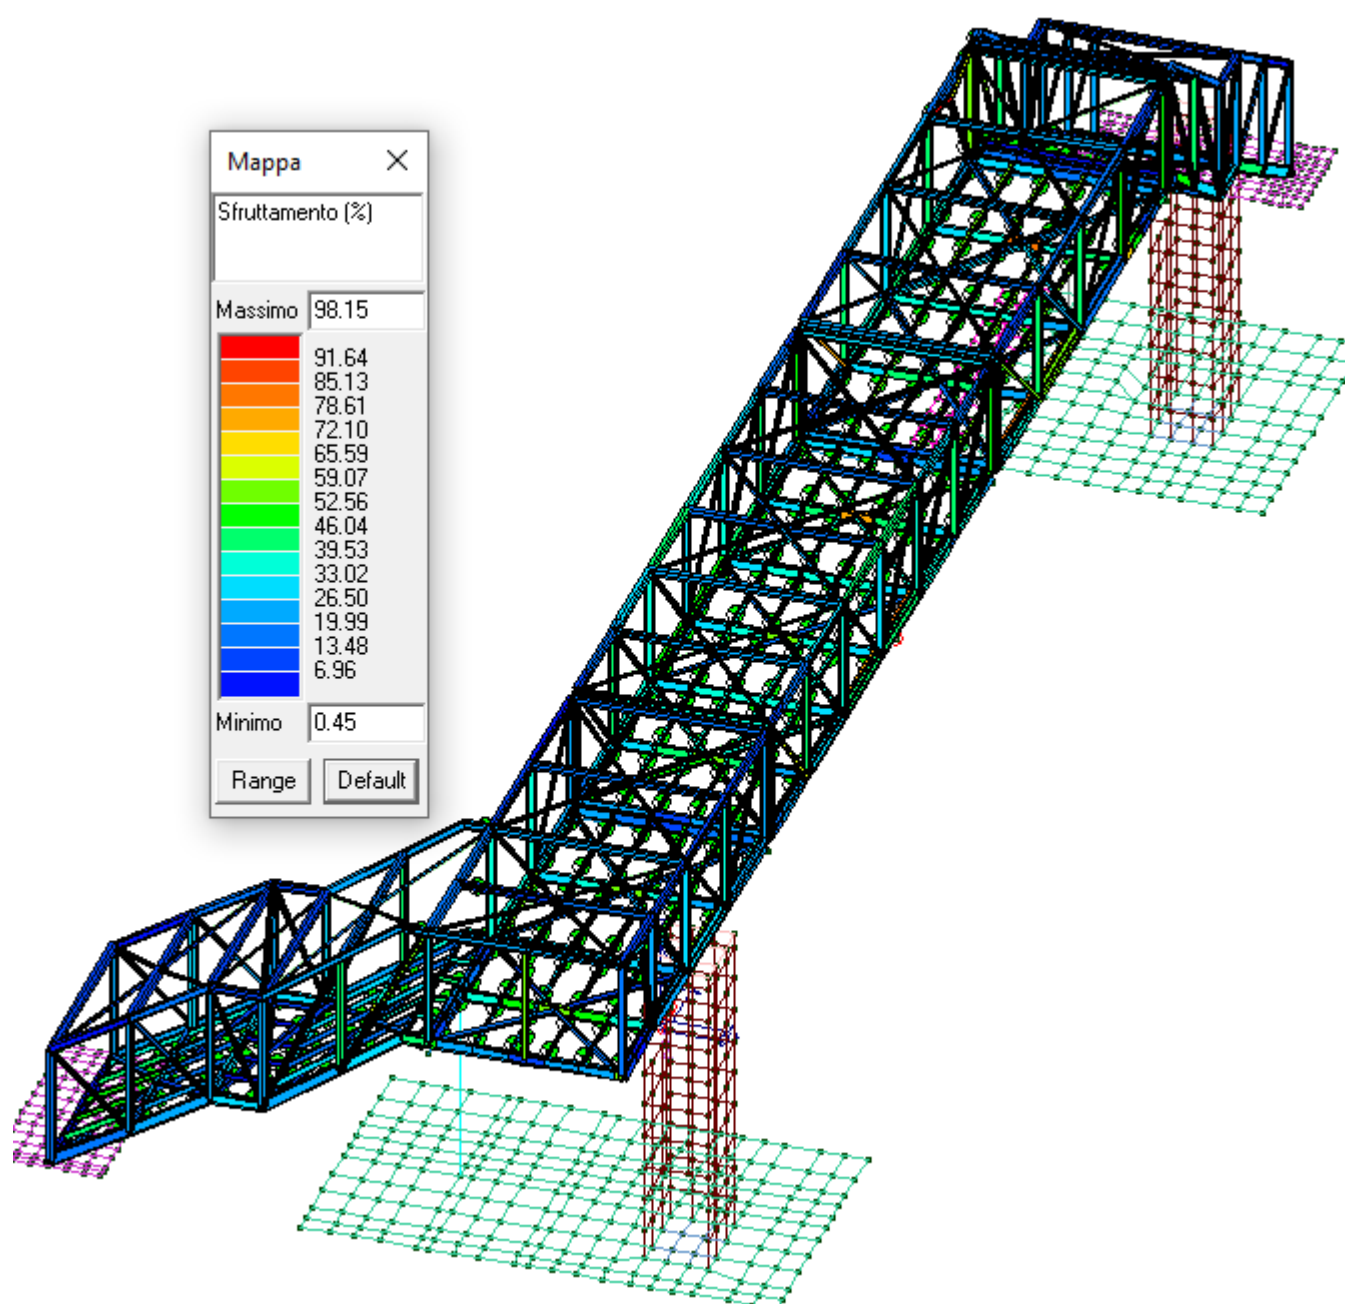 Mappa
Sfruttamento (%)
Massimo 98.15
91.64
85.13
78.61
72.10
65.59
59.07
52.56
46.04
39.53
33.02
26.50
19.99
13.48
6.96
Minimo 0.45
Range Default